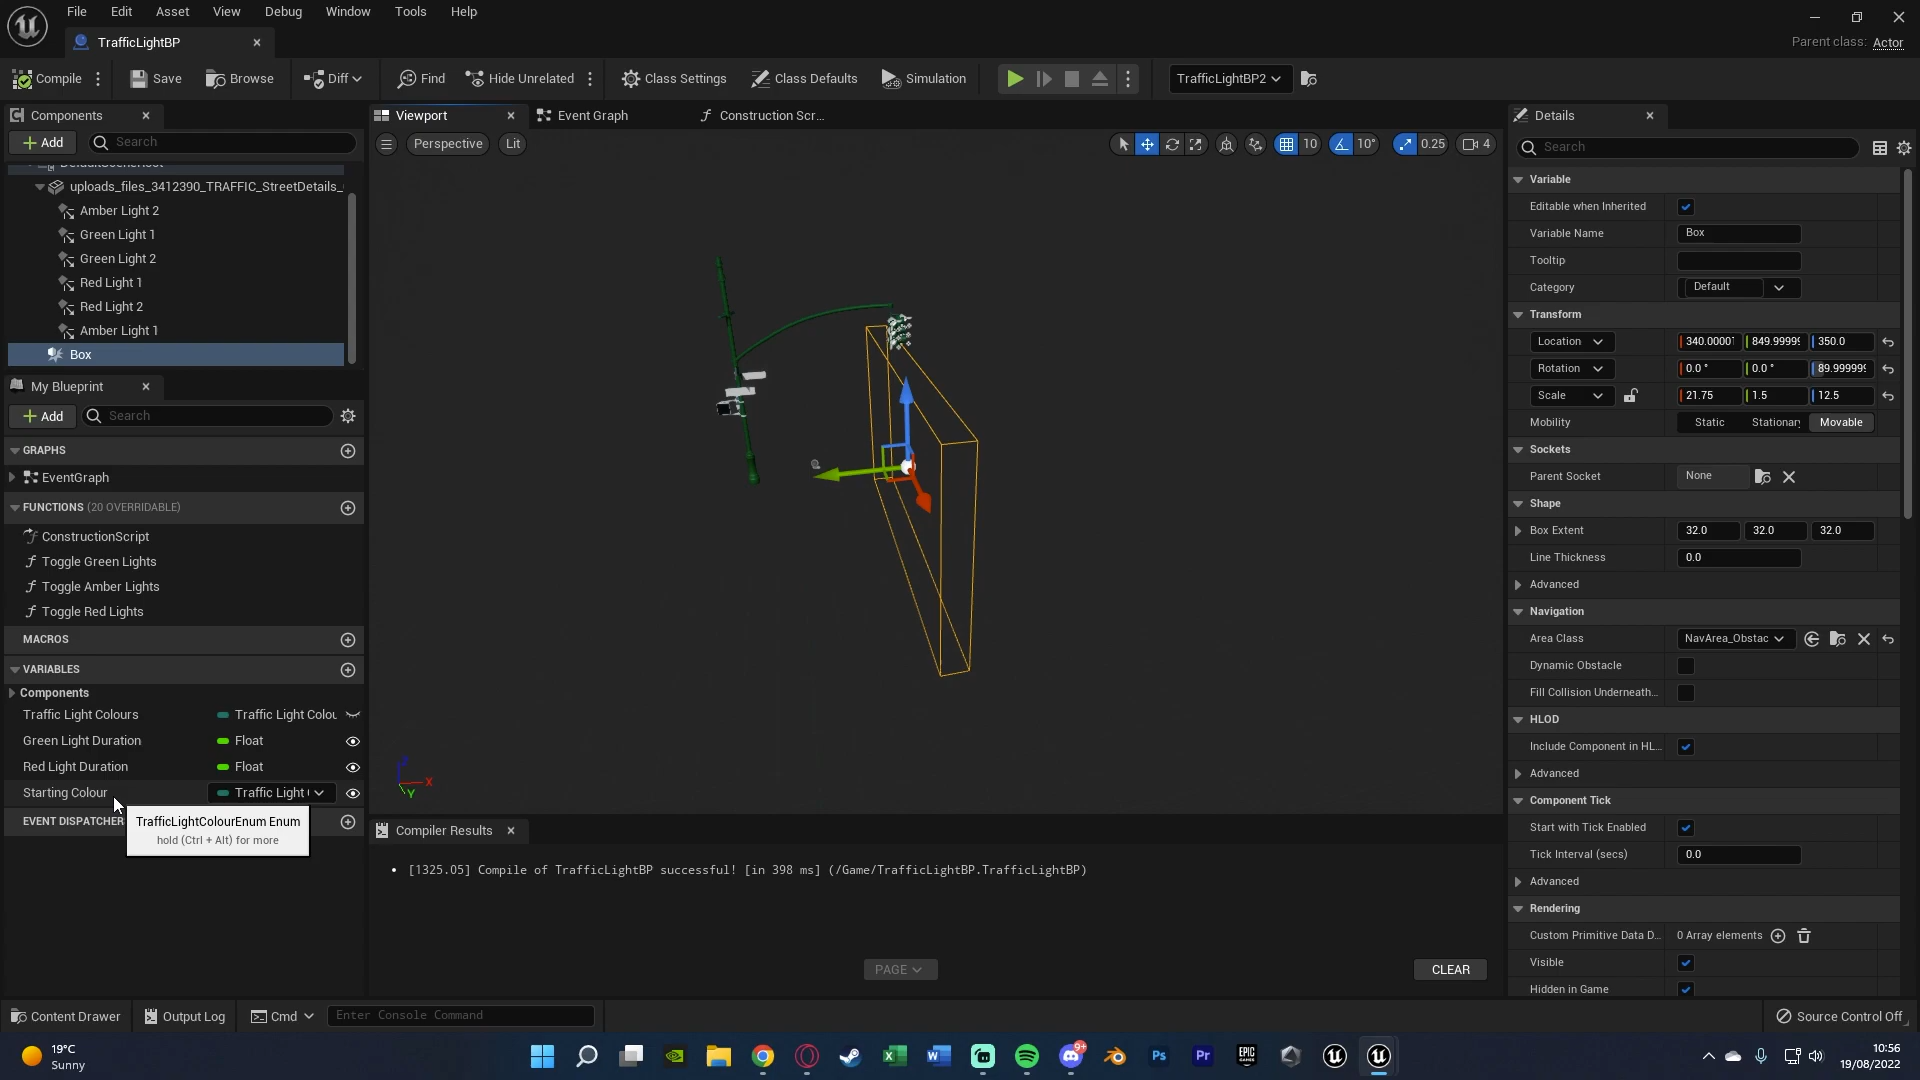 File Edit Asset View Debug Window Tools Help
TrafficLightBP
Parent class: Actor
Compile Save Browse Diff Find Hide Unrelated Class Settings Class Defaults Simulation TrafficLightBP2
Components
Add Search
uploads_files_3412390_TRAFFIC_StreetDetails_
Amber Light 2
Green Light 1
Green Light 2
Red Light 1
Red Light 2
Amber Light 1
Box
My Blueprint
Add Search
GRAPHS
EventGraph
FUNCTIONS (20 OVERRIDABLE)
ConstructionScript
Toggle Green Lights
Toggle Amber Lights
Toggle Red Lights
MACROS
VARIABLES
Components
Traffic Light Colours Traffic Light Colou
Green Light Duration Float
Red Light Duration Float
Starting Colour Traffic Light
EVENT DISPATCHER
TrafficLightColourEnum Enum
hold (Ctrl + Alt) for more
Viewport Event Graph Construction Scr...
Perspective Lit 10 10° 0.25 4
X
Y
Compiler Results
[1325.05] Compile of TrafficLightBP successful! [in 398 ms] (/Game/TrafficLightBP.TrafficLightBP)
PAGE CLEAR
Details
Search
Variable
Editable when Inherited
Variable Name Box
Tooltip
Category Default
Transform
Location 340.00001 849.99999 350.0
Rotation 0.0 ° 0.0 ° 89.999999
Scale 21.75 1.5 12.5
Mobility Static Stationary Movable
Sockets
Parent Socket None
Shape
Box Extent 32.0 32.0 32.0
Line Thickness 0.0
Advanced
Navigation
Area Class NavArea_Obstac
Dynamic Obstacle
Fill Collision Underneath...
HLOD
Include Component in HL...
Advanced
Component Tick
Start with Tick Enabled
Tick Interval (secs) 0.0
Advanced
Rendering
Custom Primitive Data D... 0 Array elements
Visible
Hidden in Game
Content Drawer Output Log Cmd Enter Console Command Source Control Off
19°C
Sunny
9+
Ps
Pr
EPIC
GAMES
10:56
19/08/2022